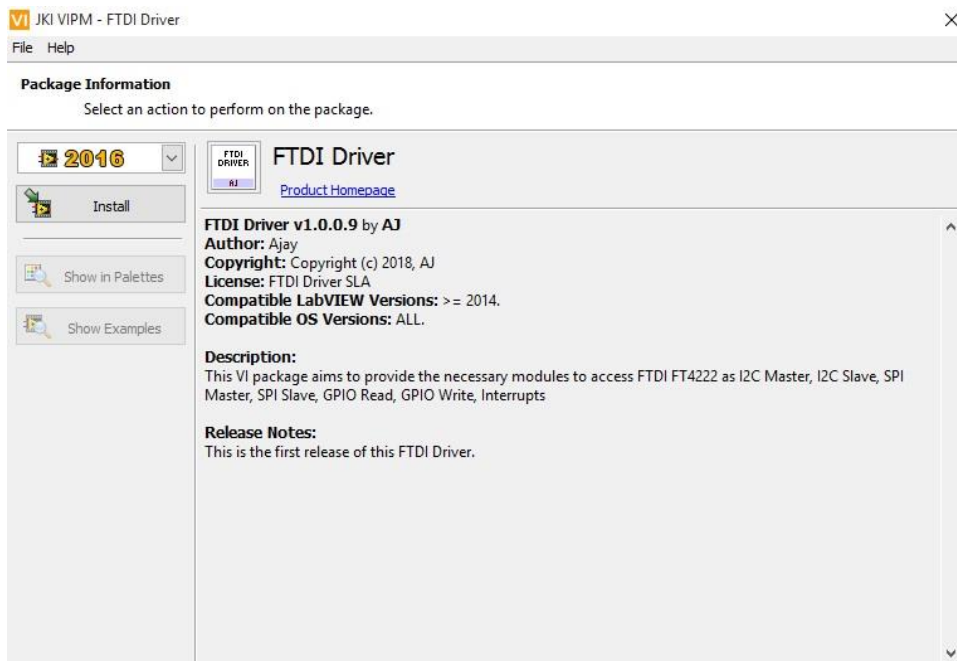 VI JKI VIPM - FTDI Driver
File Help
Package Information
Select an action to perform on the package.
2016
Install
Show in Palettes
Show Examples
FTDI
DRIVER
AJ
FTDI Driver
Product Homepage
FTDI Driver v1.0.0.9 by AJ
Author: Ajay
Copyright: Copyright (c) 2018, AJ
License: FTDI Driver SLA
Compatible LabVIEW Versions: >= 2014.
Compatible OS Versions: ALL.
Description:
This VI package aims to provide the necessary modules to access FTDI FT4222 as I2C Master, I2C Slave, SPI
Master, SPI Slave, GPIO Read, GPIO Write, Interrupts
Release Notes:
This is the first release of this FTDI Driver.